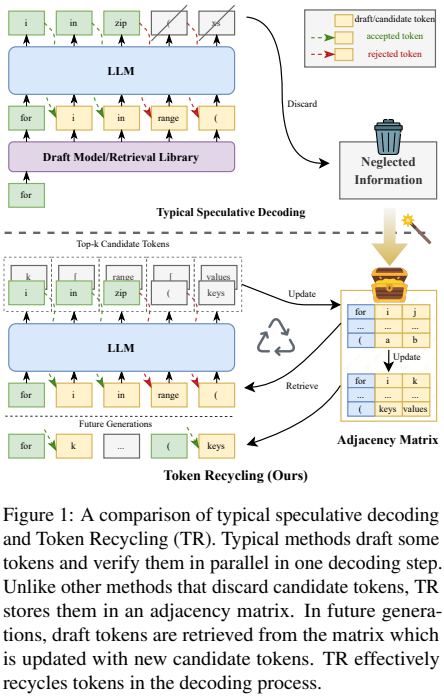 i in zip ( xs
draft/candidate token
accepted token
rejected token
LLM
Discard
for i in range (
Draft Model/Retrieval Library
Neglected
Information
for
Typical Speculative Decoding
Top-k Candidate Tokens
k [ range [ values
i in zip ( keys
Update
for i j
... ... ...
( a b
LLM
Update
Retrieve
for i k
... ... ...
( keys values
for i in range (
Future Generations
for k ... ( keys
Adjacency Matrix
Token Recycling (Ours)
Figure 1: A comparison of typical speculative decoding
and Token Recycling (TR). Typical methods draft some
tokens and verify them in parallel in one decoding step.
Unlike other methods that discard candidate tokens, TR
stores them in an adjacency matrix. In future genera-
tions, draft tokens are retrieved from the matrix which
is updated with new candidate tokens. TR effectively
recycles tokens in the decoding process.